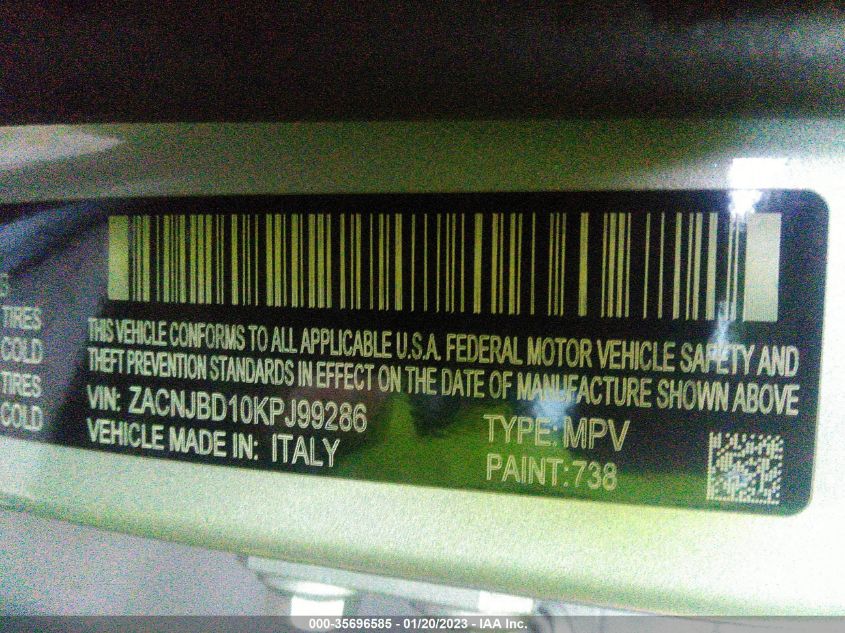 TIRES
COLD
TIRES
COLD
THIS VEHICLE CONFORMS TO ALL APPLICABLE U.S.A. FEDERAL MOTOR VEHICLE SAFETY AND
THEFT PREVENTION STANDARDS IN EFFECT ON THE DATE OF MANUFACTURE SHOWN ABOVE
VIN: ZACNJBD10KPJ99286
TYPE: MPV
VEHICLE MADE IN: ITALY
PAINT:738
000-35696585 - 01/20/2023 - IAA Inc.